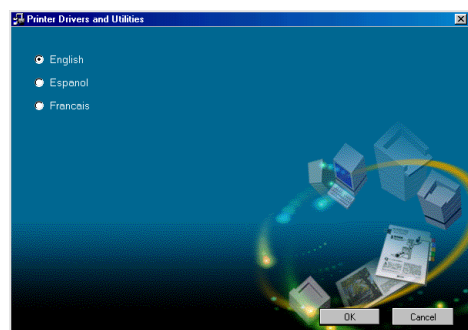 Printer Drivers and Utilities
English
Espanol
Francais
OK
Cancel